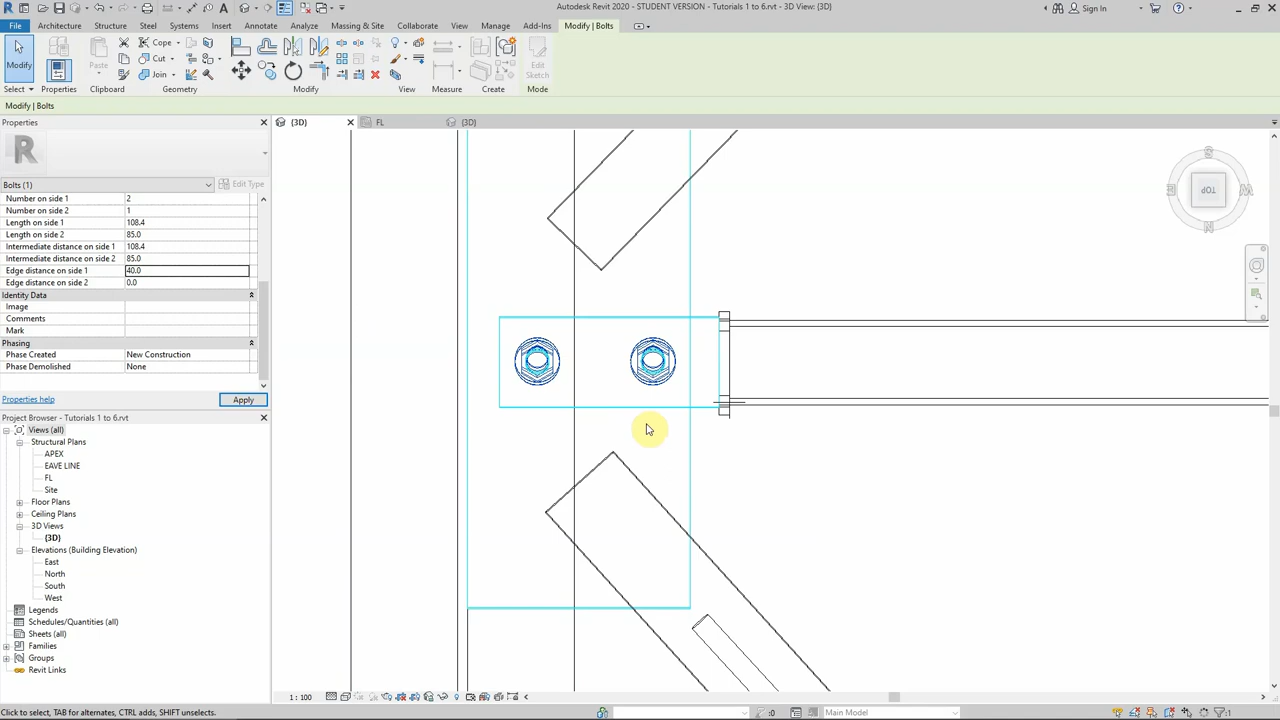 Autodesk Revit 2020 - STUDENT VERSION - Tutorials 1 to 6.rvt - 3D View: {3D}
Sign In
File Architecture Structure Steel Systems Insert Annotate Analyze Massing & Site Collaborate View Manage Add-Ins Modify | Bolts
Modify
Paste
Cope
Cut
Join
Edit Sketch
Select Properties Clipboard Geometry Modify View Measure Create Mode
Modify | Bolts
Properties
{3D} FL {3D}
Bolts (1) Edit Type
Number on side 1 2
Number on side 2 1
Length on side 1 108.4
Length on side 2 85.0
Intermediate distance on side 1 108.4
Intermediate distance on side 2 85.0
Edge distance on side 1 40.0
Edge distance on side 2 0.0
Identity Data
Image
Comments
Mark
Phasing
Phase Created New Construction
Phase Demolished None
Properties help Apply
Project Browser - Tutorials 1 to 6.rvt
Views (all)
Structural Plans
APEX
EAVE LINE
FL
Site
Floor Plans
Ceiling Plans
3D Views
{3D}
Elevations (Building Elevation)
East
North
South
West
Legends
Schedules/Quantities (all)
Sheets (all)
Families
Groups
Revit Links
S
E TOP W
N
1 : 100
Click to select, TAB for alternates, CTRL adds, SHIFT unselects.
:0
Main Model
:1